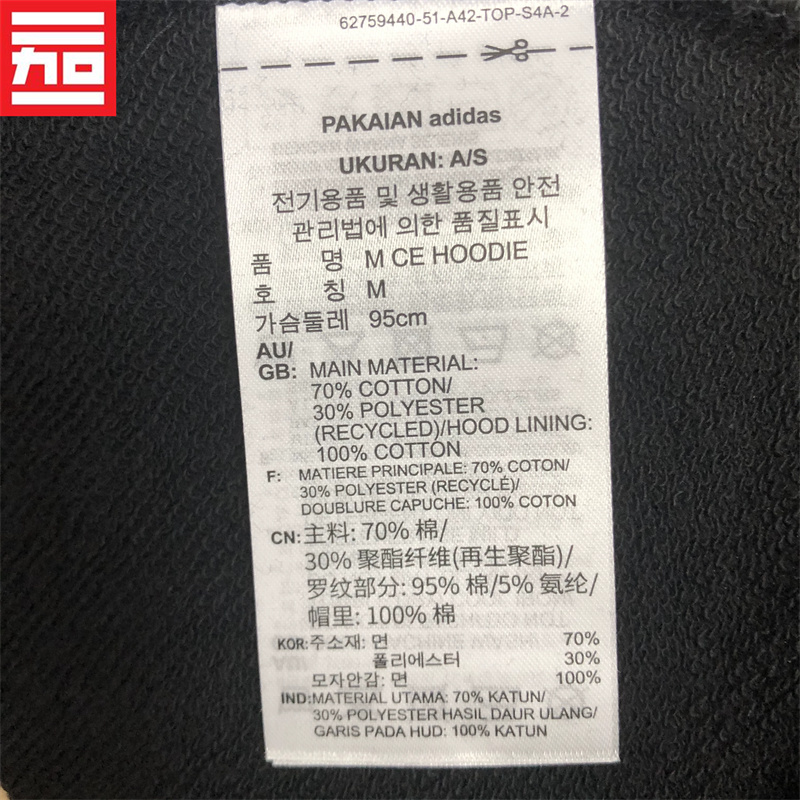 62759440-51-A42-TOP-S4A-2
PAKAIAN adidas
UKURAN: A/S
전기용품 및 생활용품 안전
관리법에 의한 품질표시
품 명 M CE HOODIE
호 칭 M
가슴둘레 95cm
AU/
GB: MAIN MATERIAL:
70% COTTON/
30% POLYESTER
(RECYCLED)/HOOD LINING:
100% COTTON
F: MATIERE PRINCIPALE: 70% COTON/
30% POLYESTER (RECYCLÉ)/
DOUBLURE CAPUCHE: 100% COTON
CN: 主料: 70% 棉/
30% 聚酯纤维(再生聚酯)/
罗纹部分: 95% 棉/5% 氨纶/
帽里: 100% 棉
KOR: 주소재: 면 70%
폴리에스터 30%
모자안감: 면 100%
IND: MATERIAL UTAMA: 70% KATUN/
30% POLYESTER HASIL DAUR ULANG/
GARIS PADA HUD: 100% KATUN